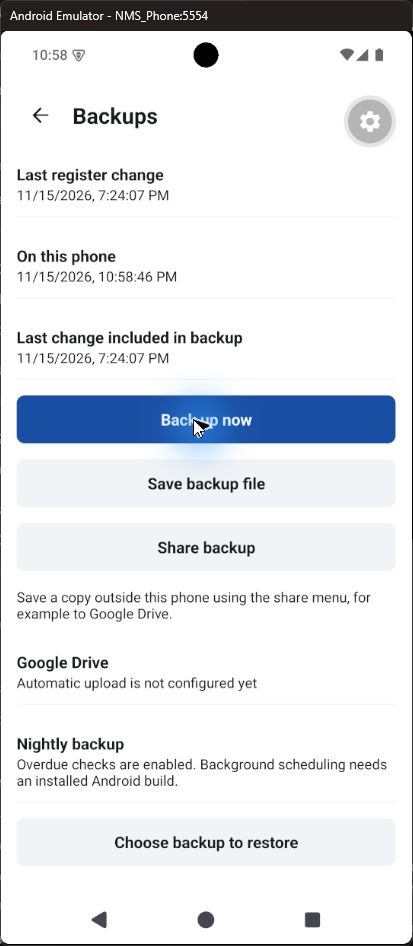 Android Emulator - NMS_Phone:5554
10:58
Backups
Last register change
11/15/2026, 7:24:07 PM
On this phone
11/15/2026, 10:58:46 PM
Last change included in backup
11/15/2026, 7:24:07 PM
Back up now
Save backup file
Share backup
Save a copy outside this phone using the share menu, for
example to Google Drive.
Google Drive
Automatic upload is not configured yet
Nightly backup
Overdue checks are enabled. Background scheduling needs
an installed Android build.
Choose backup to restore